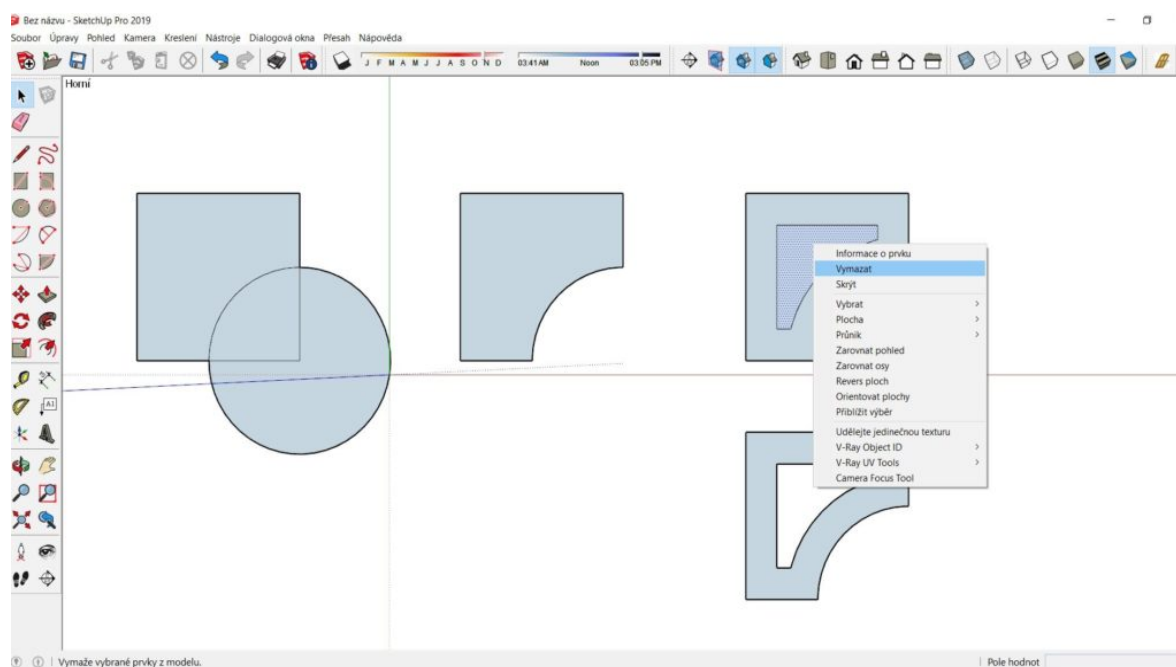 Bez názvu - SketchUp Pro 2019
Soubor Úpravy Pohled Kamera Kreslení Nástroje Dialogová okna Přesah Nápověda
J F M A M J J A S O N D 03:41 AM Noon 03:05 PM
Horní
A1
Informace o prvku
Vymazat
Skrýt
Vybrat
Plocha
Průnik
Zarovnat pohled
Zarovnat osy
Revers ploch
Orientovat plochy
Přiblížit výběr
Udělejte jedinečnou texturu
V-Ray Object ID
V-Ray UV Tools
Camera Focus Tool
Vymaže vybrané prvky z modelu.
Pole hodnot